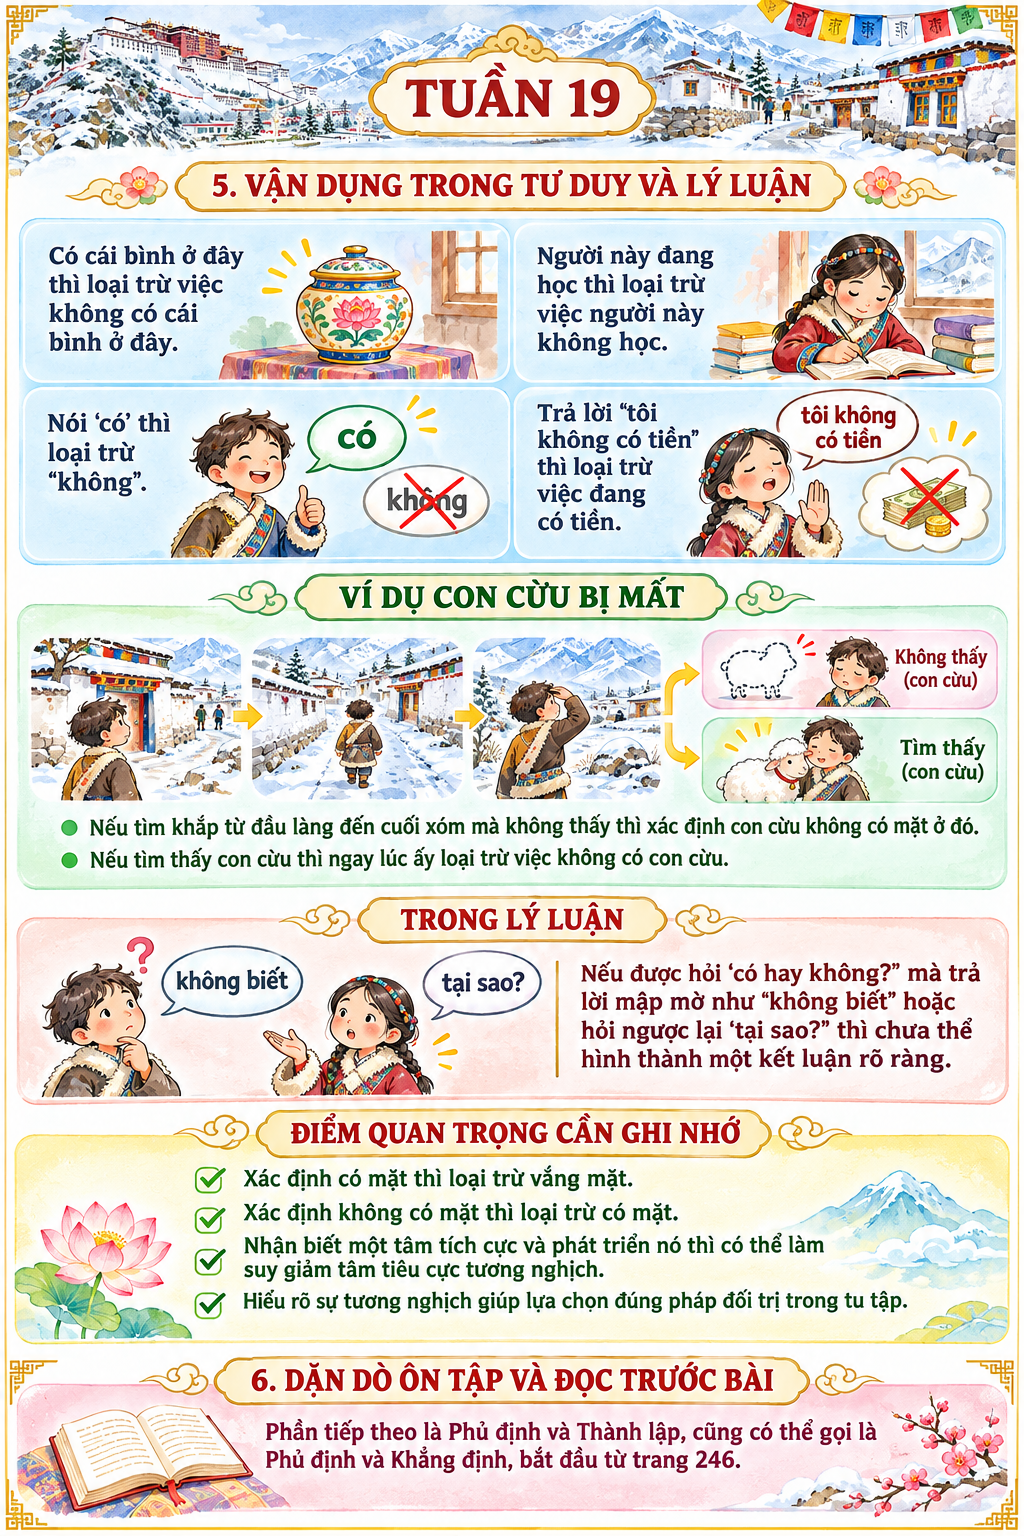 TUẦN 19
5. VẬN DỤNG TRONG TƯ DUY VÀ LÝ LUẬN
Có cái bình ở đây
thì loại trừ việc
không có cái
bình ở đây.
Người này đang
học thì loại trừ
việc người này
không học.
Nói ‘có’ thì
loại trừ
“không”.
có
không
Trả lời “tôi
không có tiền”
thì loại trừ
việc đang
có tiền.
tôi không
có tiền
VÍ DỤ CON CỪU BỊ MẤT
Không thấy
(con cừu)
Tìm thấy
(con cừu)
Nếu tìm khắp từ đầu làng đến cuối xóm mà không thấy thì xác định con cừu không có mặt ở đó.
Nếu tìm thấy con cừu thì ngay lúc ấy loại trừ việc không có con cừu.
TRONG LÝ LUẬN
?
không biết
tại sao?
Nếu được hỏi ‘có hay không?” mà trả
lời mập mờ như “không biết” hoặc
hỏi ngược lại ‘tại sao?” thì chưa thể
hình thành một kết luận rõ ràng.
ĐIỂM QUAN TRỌNG CẦN GHI NHỚ
Xác định có mặt thì loại trừ vắng mặt.
Xác định không có mặt thì loại trừ có mặt.
Nhận biết một tâm tích cực và phát triển nó thì có thể làm
suy giảm tâm tiêu cực tương nghịch.
Hiểu rõ sự tương nghịch giúp lựa chọn đúng pháp đối trị trong tu tập.
6. DẶN DÒ ÔN TẬP VÀ ĐỌC TRƯỚC BÀI
Phần tiếp theo là Phủ định và Thành lập, cũng có thể gọi là
Phủ định và Khẳng định, bắt đầu từ trang 246.